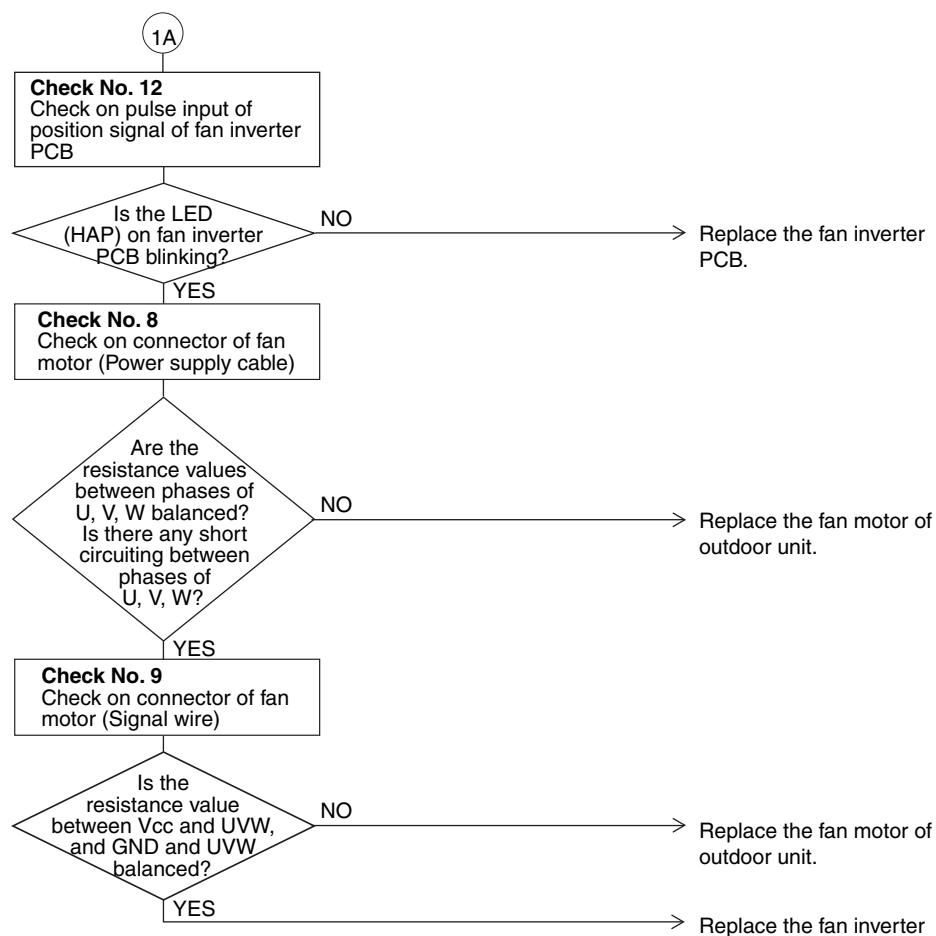 1A
Check No. 12
Check on pulse input of
position signal of fan inverter
PCB
Is the LED
(HAP) on fan inverter
PCB blinking?
NO
Replace the fan inverter
PCB.
YES
Check No. 8
Check on connector of fan
motor (Power supply cable)
Are the
resistance values
between phases of
U, V, W balanced?
Is there any short
circuiting between
phases of
U, V, W?
NO
Replace the fan motor of
outdoor unit.
YES
Check No. 9
Check on connector of fan
motor (Signal wire)
Is the
resistance value
between Vcc and UVW,
and GND and UVW
balanced?
NO
Replace the fan motor of
outdoor unit.
YES
Replace the fan inverter